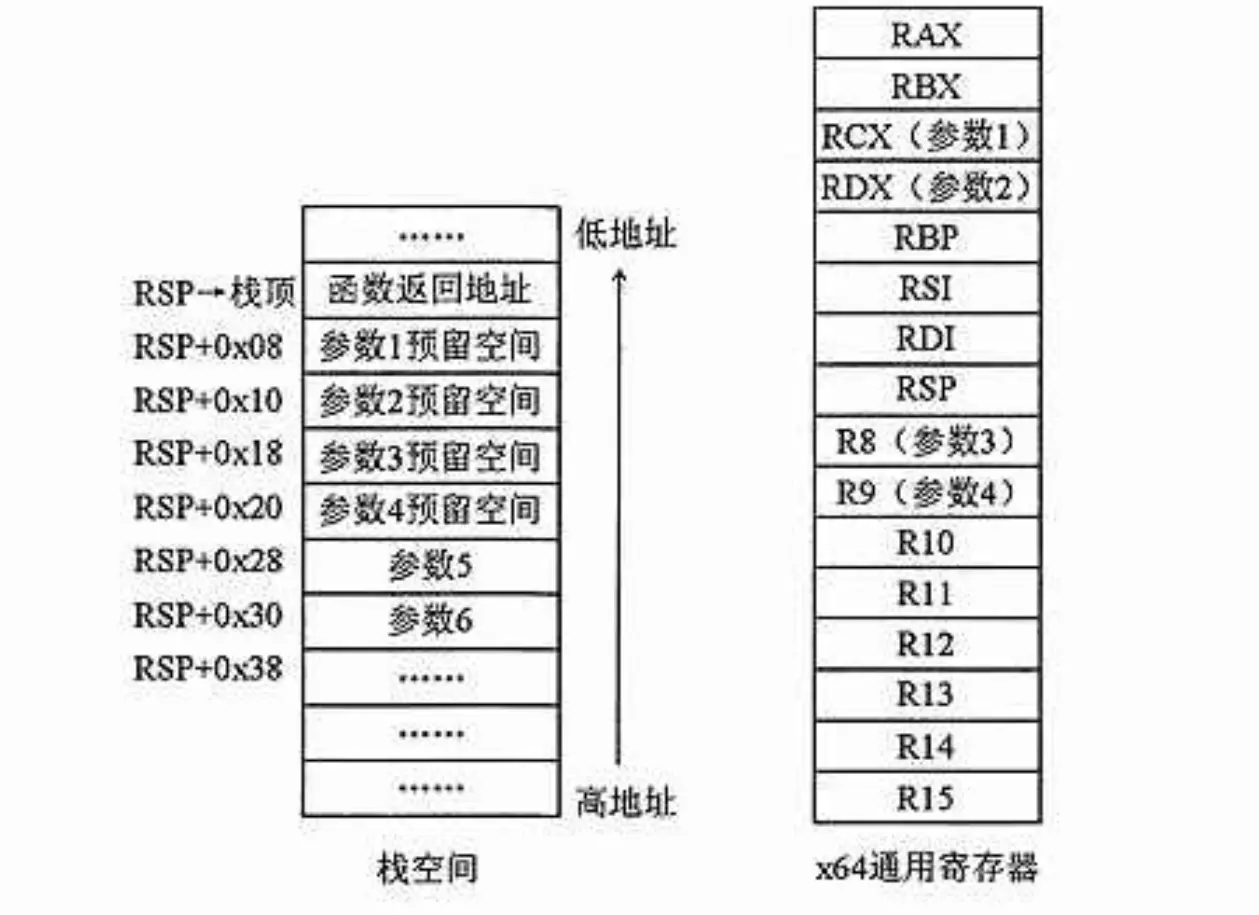 ……
低地址
RSP→栈顶
函数返回地址
RSP+0x08
参数1预留空间
RSP+0x10
参数2预留空间
RSP+0x18
参数3预留空间
RSP+0x20
参数4预留空间
RSP+0x28
参数5
RSP+0x30
参数6
RSP+0x38
……
……
……
高地址
栈空间
RAX
RBX
RCX（参数1）
RDX（参数2）
RBP
RSI
RDI
RSP
R8（参数3）
R9（参数4）
R10
R11
R12
R13
R14
R15
x64通用寄存器